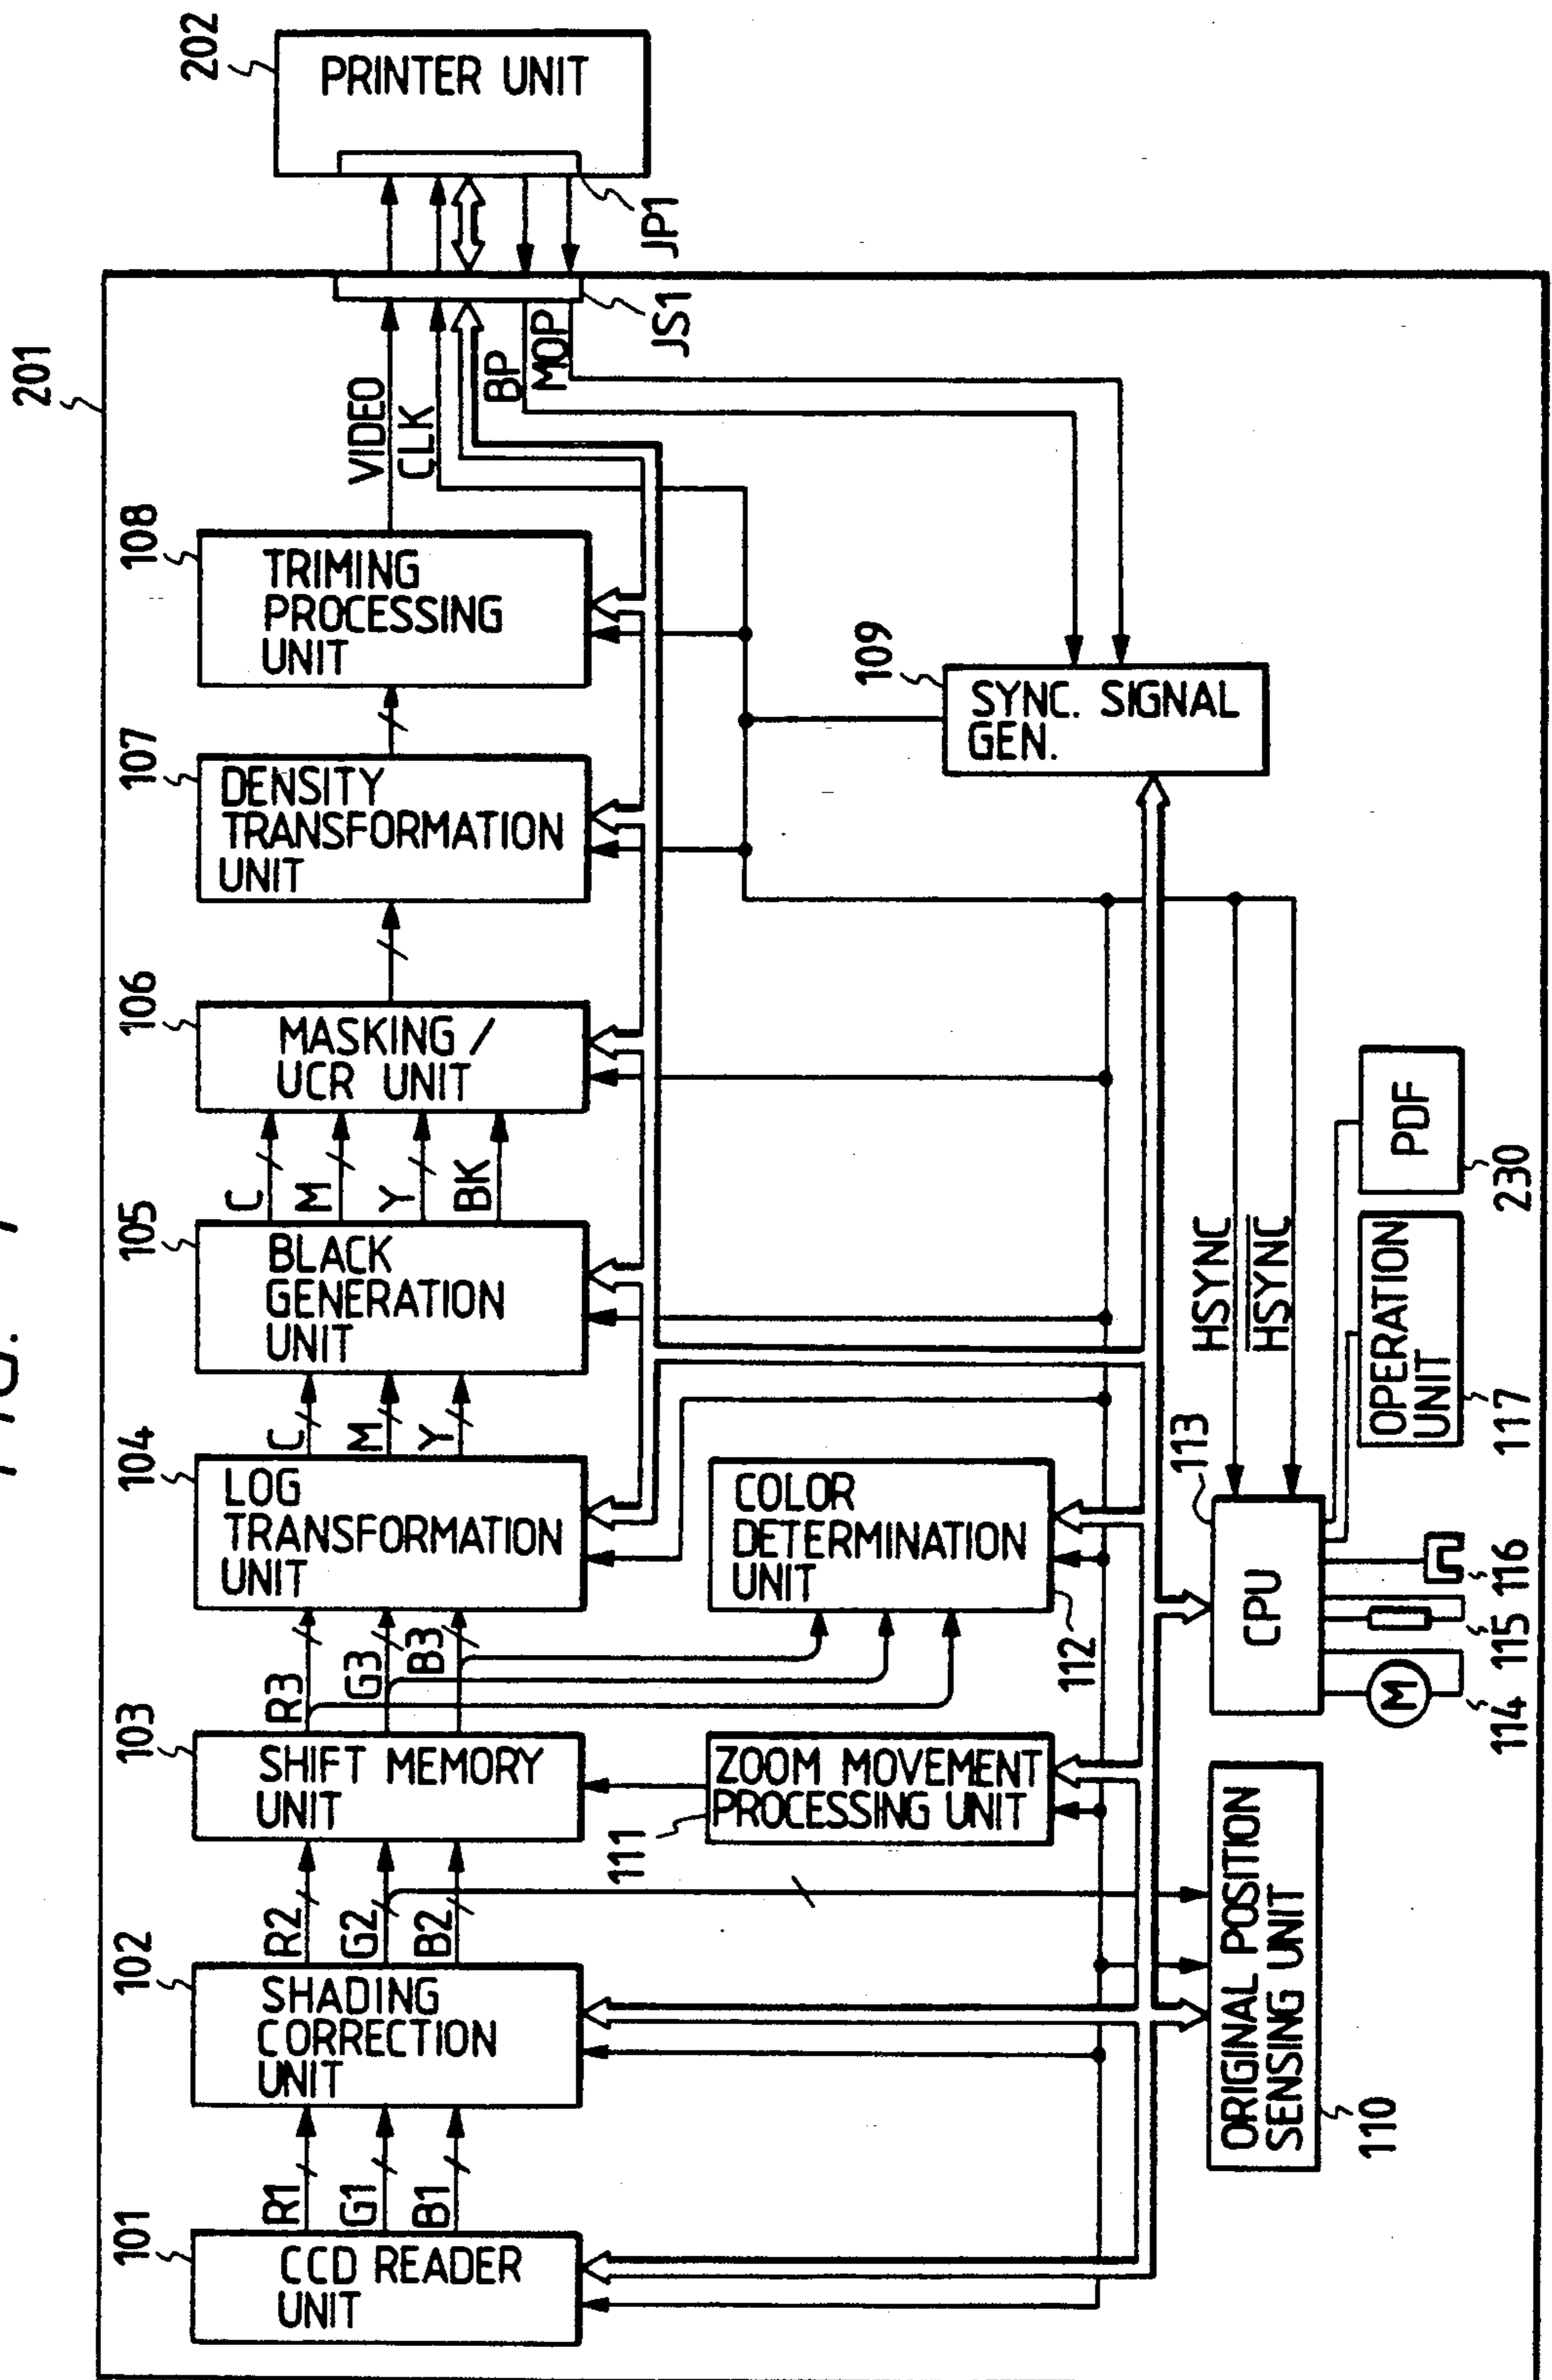 201
202
PRINTER UNIT
JP1
JS1
101
CCD READER
UNIT
R1
G1
B1
102
SHADING
CORRECTION
UNIT
R2
G2
B2
103
SHIFT MEMORY
UNIT
R3
G3
B3
104
LOG
TRANSFORMATION
UNIT
C
M
Y
105
BLACK
GENERATION
UNIT
C
M
Y
BK
106
MASKING /
UCR UNIT
107
DENSITY
TRANSFORMATION
UNIT
108
TRIMING
PROCESSING
UNIT
VIDEO
CLK
BP
MOP
111
ZOOM MOVEMENT
PROCESSING UNIT
112
COLOR
DETERMINATION
UNIT
109
SYNC. SIGNAL
GEN.
110
ORIGINAL POSITION
SENSING UNIT
113
CPU
HSYNC
HSYNC
M
114
115
116
OPERATION
UNIT
117
PDF
230